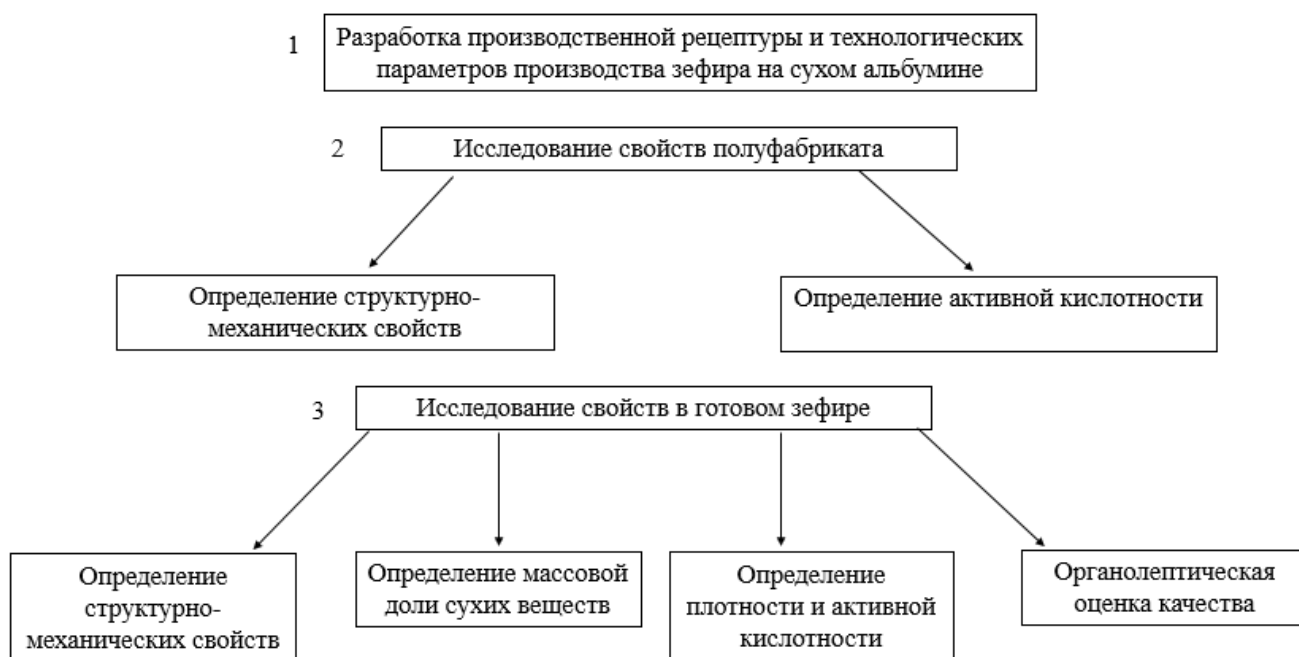 1
Разработка производственной рецептуры и технологических
параметров производства зефира на сухом альбумине
2
Исследование свойств полуфабриката
Определение структурно-
механических свойств
Определение активной кислотности
3
Исследование свойств в готовом зефире
Определение
структурно-
механических свойств
Определение массовой
доли сухих веществ
Определение
плотности и активной
кислотности
Органолептическая
оценка качества